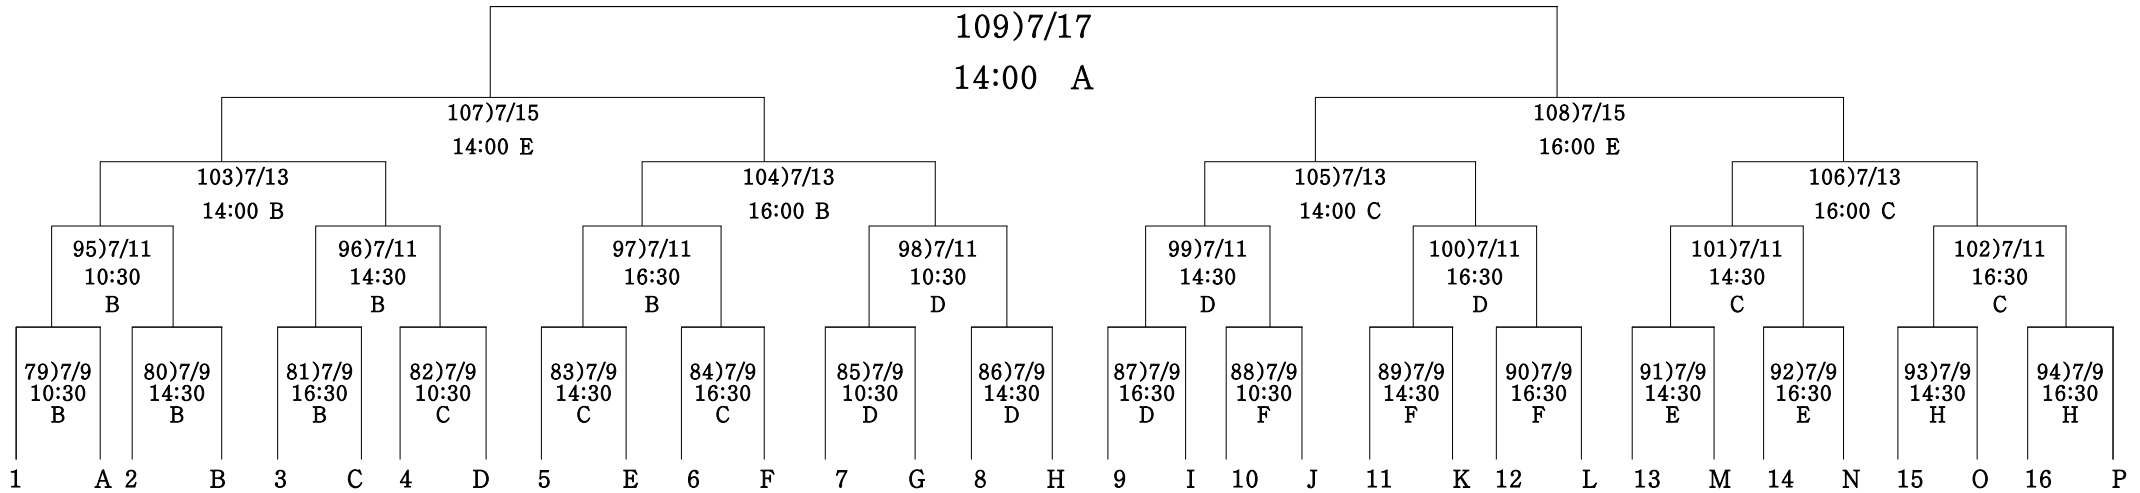 109)7/17
14:00 A
107)7/15
14:00 E
108)7/15
16:00 E
103)7/13
14:00 B
104)7/13
16:00 B
105)7/13
14:00 C
106)7/13
16:00 C
95)7/11
10:30
B
96)7/11
14:30
B
97)7/11
16:30
B
98)7/11
10:30
D
99)7/11
14:30
D
100)7/11
16:30
D
101)7/11
14:30
C
102)7/11
16:30
C
79)7/9
10:30
B
80)7/9
14:30
B
81)7/9
16:30
B
82)7/9
10:30
C
83)7/9
14:30
C
84)7/9
16:30
C
85)7/9
10:30
D
86)7/9
14:30
D
87)7/9
16:30
D
88)7/9
10:30
F
89)7/9
14:30
F
90)7/9
16:30
F
91)7/9
14:30
E
92)7/9
16:30
E
93)7/9
14:30
H
94)7/9
16:30
H
1 A 2 B 3 C 4 D 5 E 6 F 7 G 8 H 9 I 10 J 11 K 12 L 13 M 14 N 15 O 16 P